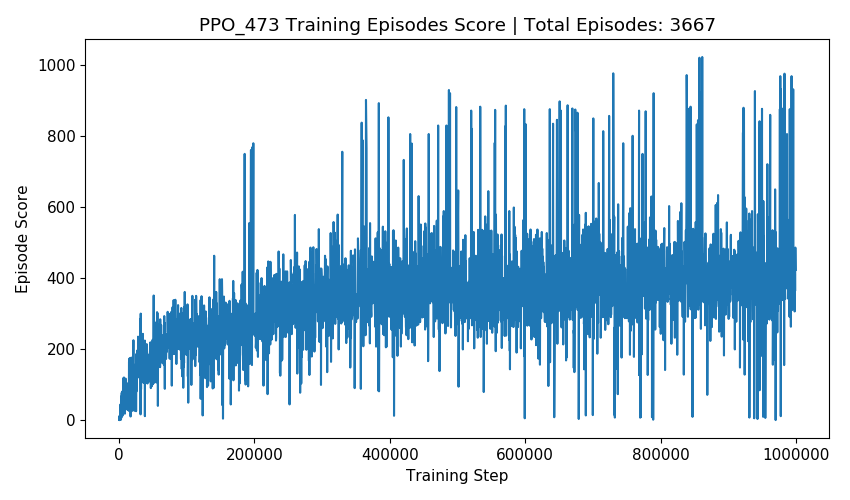 PPO_473 Training Episodes Score | Total Episodes: 3667
1000
800
600
400
200
0
Episode Score
0 200000 400000 600000 800000 1000000
Training Step